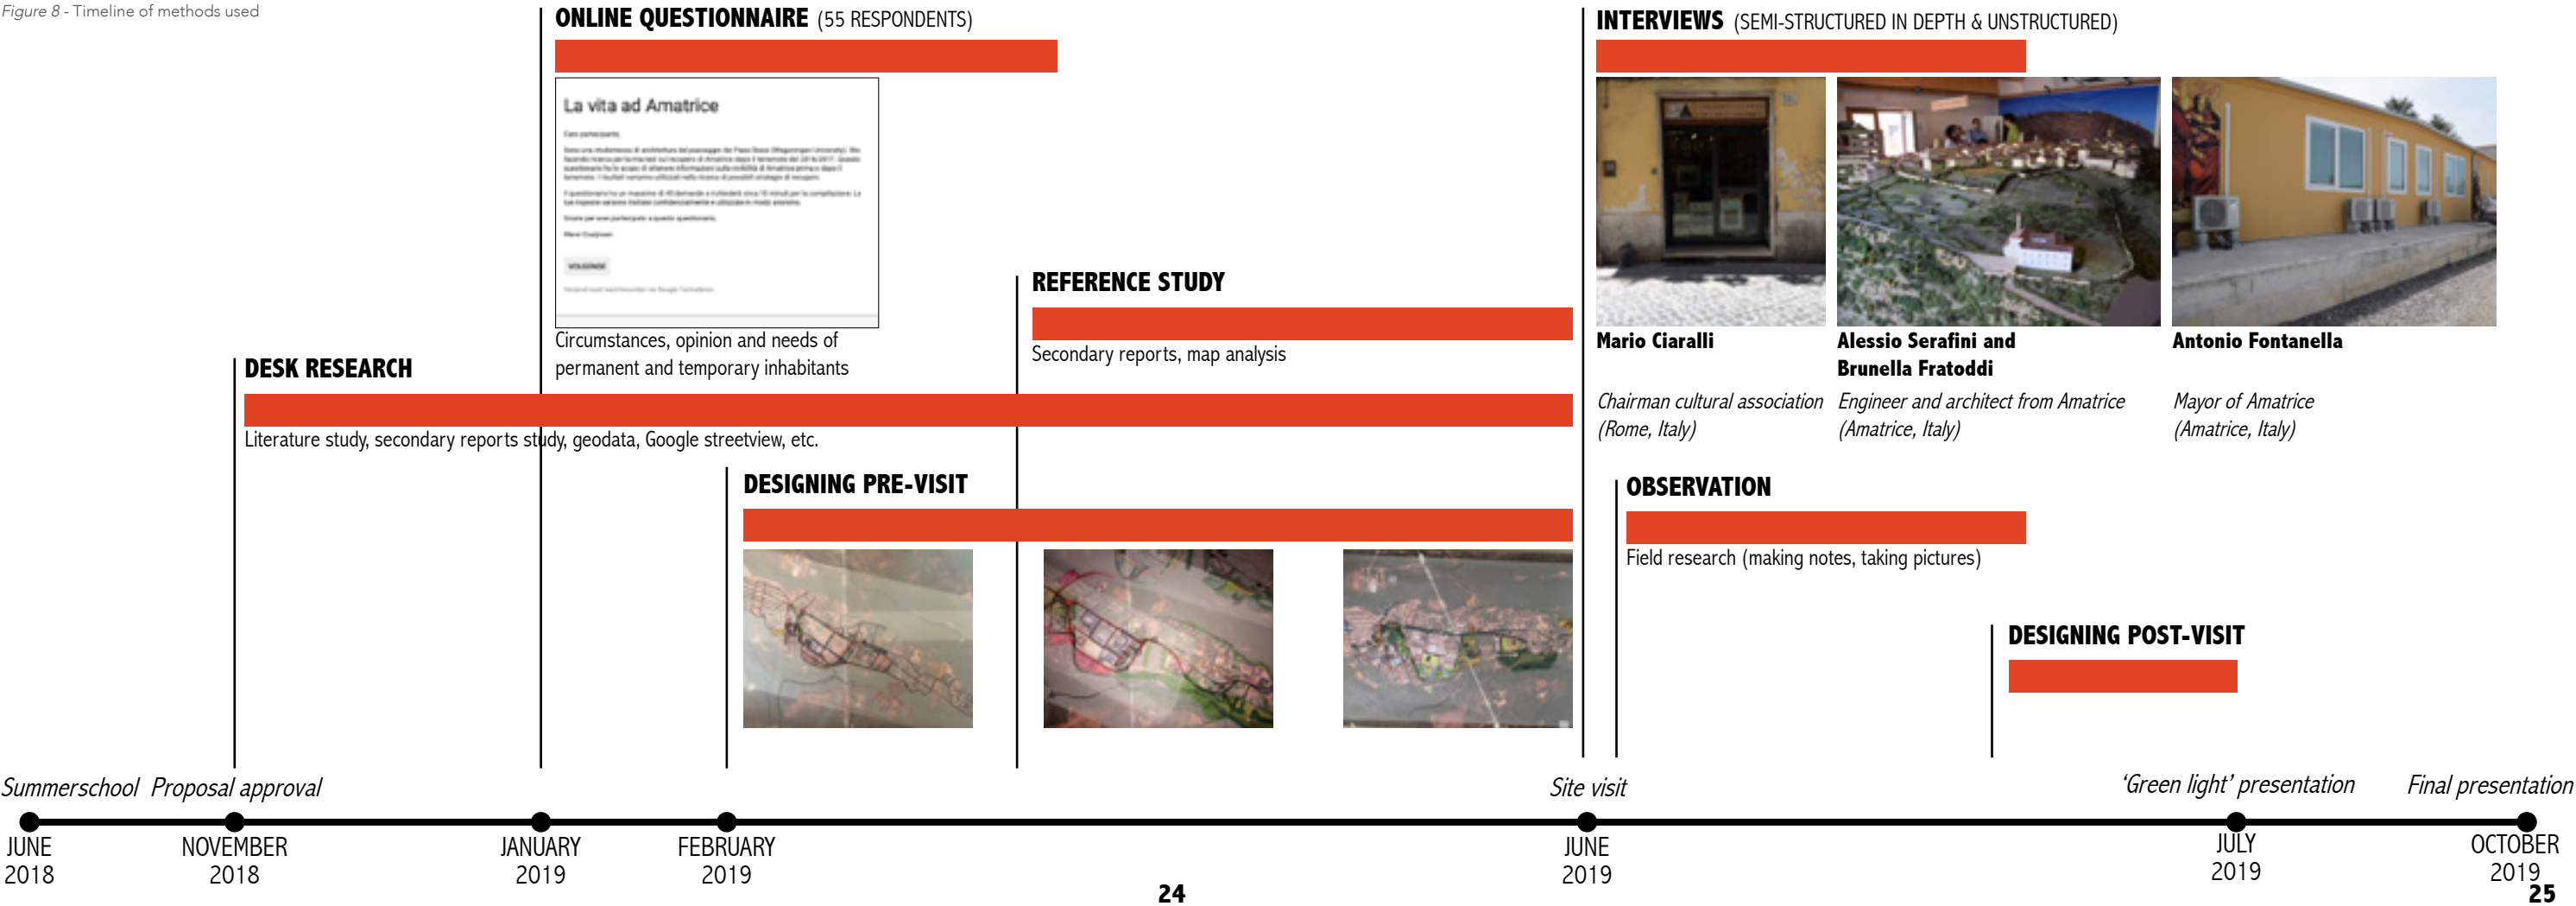 Figure 8 - Timeline of methods used
ONLINE QUESTIONNAIRE (55 RESPONDENTS)
La vita ad Amatrice
Caro partecipante,
VOLGENDE
Circumstances, opinion and needs of
permanent and temporary inhabitants
INTERVIEWS (SEMI-STRUCTURED IN DEPTH & UNSTRUCTURED)
Mario Ciaralli
Chairman cultural association
(Rome, Italy)
Alessio Serafini and
Brunella Fratoddi
Engineer and architect from Amatrice
(Amatrice, Italy)
Antonio Fontanella
Mayor of Amatrice
(Amatrice, Italy)
REFERENCE STUDY
Secondary reports, map analysis
DESK RESEARCH
Literature study, secondary reports study, geodata, Google streetview, etc.
DESIGNING PRE-VISIT
OBSERVATION
Field research (making notes, taking pictures)
DESIGNING POST-VISIT
Summerschool
Proposal approval
Site visit
‘Green light’ presentation
Final presentation
JUNE
2018
NOVEMBER
2018
JANUARY
2019
FEBRUARY
2019
JUNE
2019
JULY
2019
OCTOBER
2019
24
25